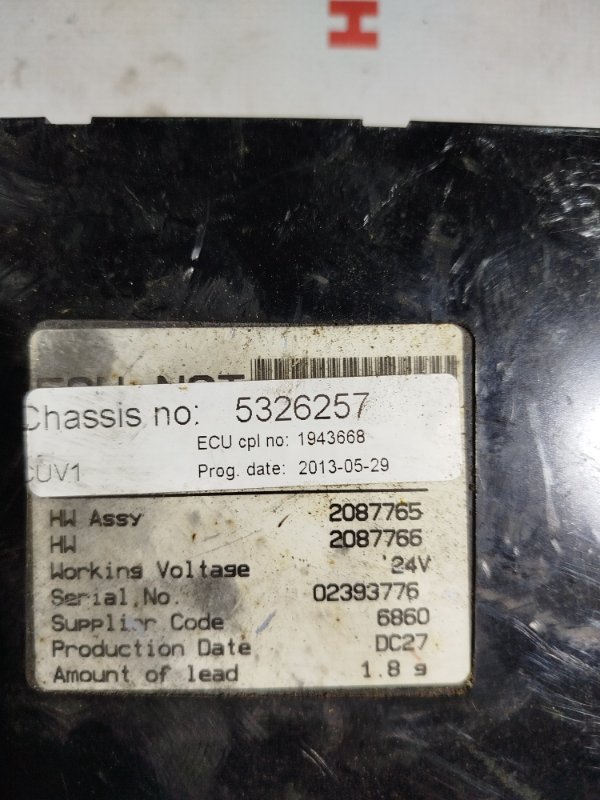 H
Chassis no: 5326257
ECU cpl no: 1943668
CUV1 Prog. date: 2013-05-29
HW Assy 2087765
HW 2087766
Working Voltage 24V
Serial.No. 02393776
Supplier Code 6860
Production Date DC27
Amount of lead 1.8 g